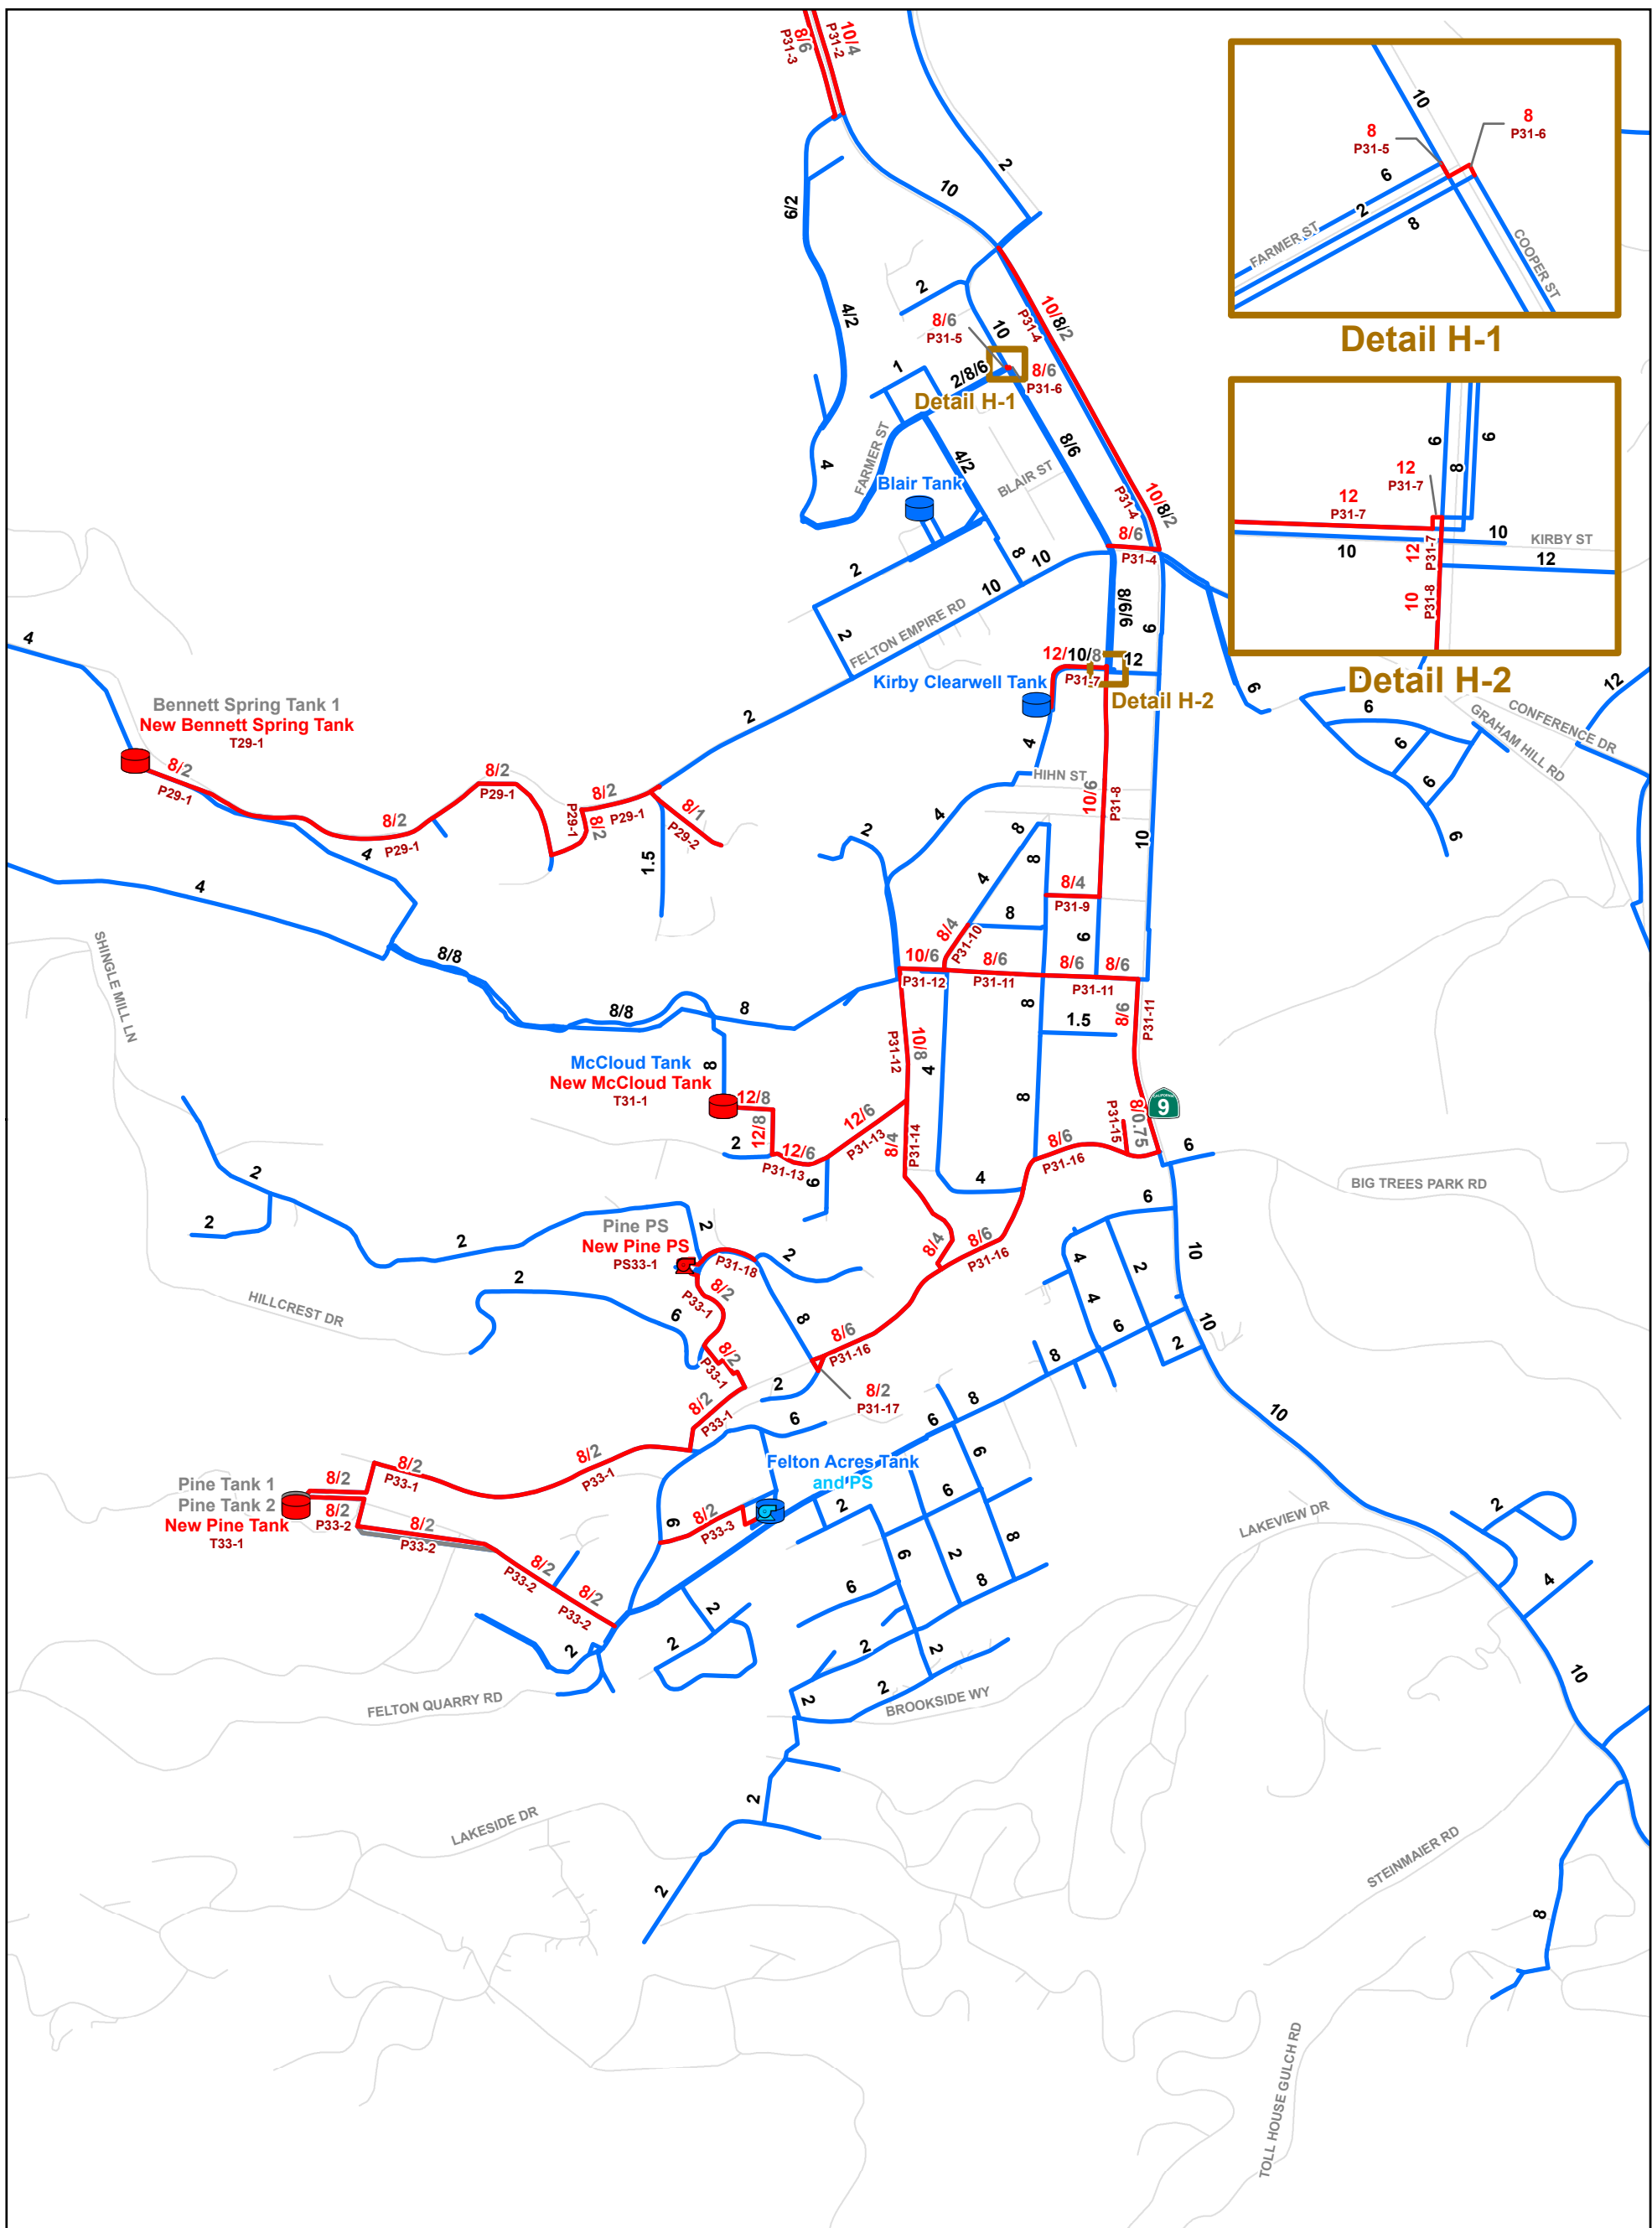 8/6
P31-3
10/4
P31-2
2
10
6/2
4/2
2
8/6
P31-5
10
10/8/2
P31-4
8/6
P31-6
1
2/8/6
Detail H-1
FARMER ST
4
4/2
8/6
BLAIR ST
Blair Tank
10/8/2
P31-4
8/6
P31-4
8
10
10
2
2
FELTON EMPIRE RD
8/6/6
6
10
8
P31-5
8
P31-6
6
2
8
FARMER ST
COOPER ST
Detail H-1
6
8
6
12
P31-7
12
P31-7
12
P31-7
10
10
KIRBY ST
12
10
P31-8
Detail H-2
12/10/8
P31-7
12
Detail H-2
Kirby Clearwell Tank
4
HIHN ST
6
6
6
6
6
12
CONFERENCE DR
GRAHAM HILL RD
4
Bennett Spring Tank 1
New Bennett Spring Tank
T29-1
8/2
P29-1
8/2
P29-1
8/2
P29-1
P29-1
8/2
8/2
P29-1
8/1
P29-2
2
1.5
4
4
10/6
P31-8
10
2
4
8
8
4
8/4
P31-9
8
6
8/4
P31-10
10/6
P31-12
8/6
P31-11
8/6
8/6
P31-11
8/6
P31-11
1.5
8
8
SHINGLE MILL LN
8/8
8/8
8
8
McCloud Tank
New McCloud Tank
T31-1
12/8
12/8
2
12/6
P31-13
12/6
P31-13
6
10/8
P31-12
4
8/4
P31-14
4
8/6
P31-16
P31-15
8/0.75
9
6
6
BIG TREES PARK RD
2
2
2
2
Pine PS
New Pine PS
PS33-1
P31-18
2
8/2
P33-1
8/4
8/6
P31-16
10
2
4
4
6
2
10
2
6
HILLCREST DR
8
8/6
P31-16
8/2
P31-17
8/2
P33-1
8/2
P33-1
2
6
8
8
6
6
10
8/2
P33-1
8/2
P33-1
Pine Tank 1
Pine Tank 2
New Pine Tank
T33-1
8/2
8/2
P33-2
8/2
P33-2
8/2
P33-2
8/2
P33-2
Felton Acres Tank
and PS
6
8/2
P33-3
2
6
8
6
2
8
6
2
2
2
2
2
2
2
2
FELTON QUARRY RD
BROOKSIDE WY
LAKEVIEW DR
2
4
10
2
2
LAKESIDE DR
STEINMAIER RD
8
TOLL HOUSE GULCH RD